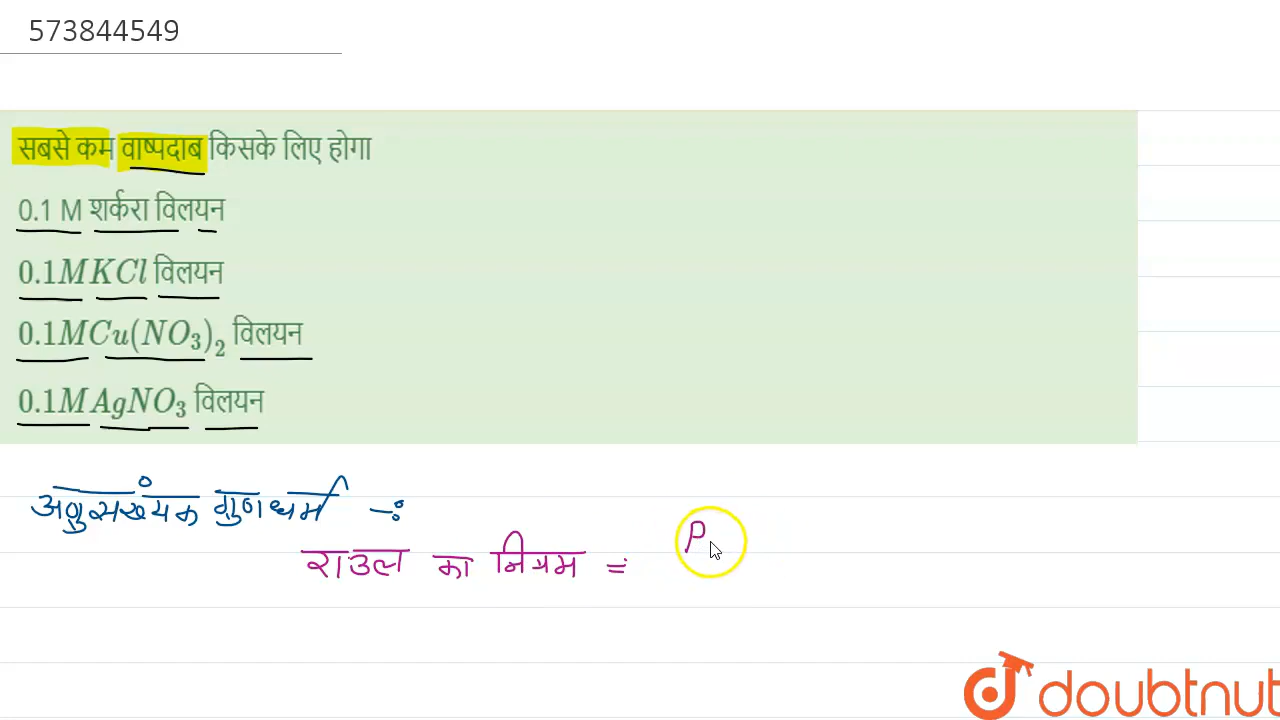 573844549
सबसे कम वाष्पदाब किसके लिए होगा
0.1 M शर्करा विलयन
0.1MKCl विलयन
0.1MCu(NO₃)₂ विलयन
0.1MAgNO₃ विलयन
अणुसंख्यक गुणधर्म -:
राउल का नियम = P
doubtnut